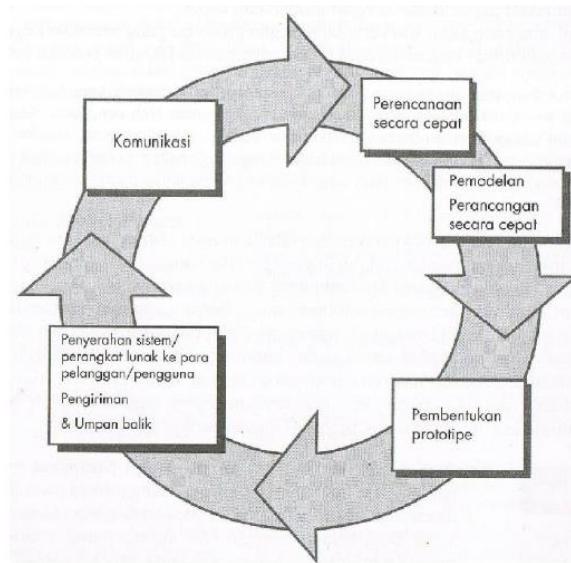 Komunikasi
Perencanaan
secara cepat
Pemodelan
Perancangan
secara cepat
Pembentukan
prototipe
Penyerahan sistem/
perangkat lunak ke para
pelanggan/pengguna
Pengiriman
& Umpan balik